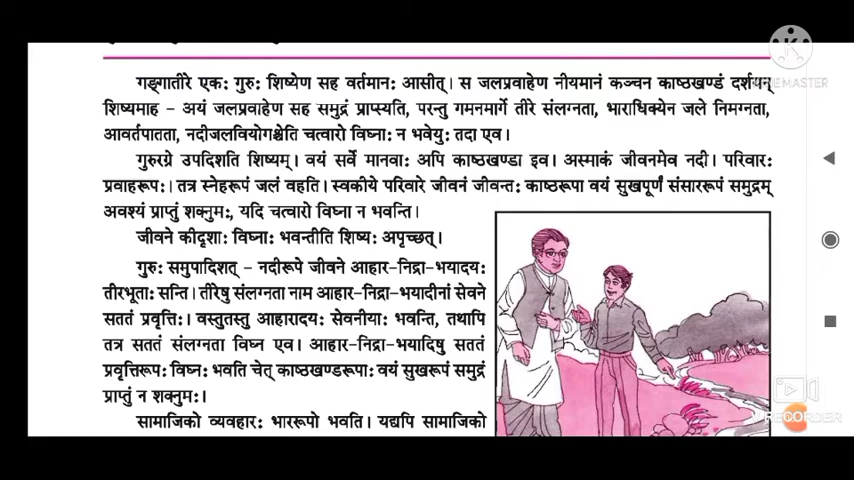 गङ्गातीरे एकः गुरुः शिष्येण सह वर्तमानः आसीत्। स जलप्रवाहेण नीयमानं कञ्चन काष्ठखण्डं दर्शयन्
शिष्यमाह – अयं जलप्रवाहेण सह समुद्रं प्राप्स्यति, परन्तु गमनमार्गे तीरे संलग्नता, भाराधिक्येन जले निमग्नता,
आवर्तपातता, नदीजलवियोगश्चेति चत्वारो विघ्नाः न भवेयुः तदा एव।
गुरुरग्रे उपदिशति शिष्यम्। वयं सर्वे मानवाः अपि काष्ठखण्डा इव। अस्माकं जीवनमेव नदी। परिवारः
प्रवाहरूपः। तत्र स्नेहरूपं जलं वहति। स्वकीये परिवारे जीवनं जीवन्तः काष्ठरूपा वयं सुखपूर्णं संसाररूपं समुद्रम्
अवश्यं प्राप्तुं शक्नुमः, यदि चत्वारो विघ्ना न भवन्ति।
जीवने कीदृशाः विघ्नाः भवन्तीति शिष्यः अपृच्छत्।
गुरुः समुपादिशत् – नदीरूपे जीवने आहार-निद्रा-भयादयः
तीरभूताः सन्ति। तीरेषु संलग्नता नाम आहार-निद्रा-भयादीनां सेवने
सततं प्रवृत्तिः। वस्तुतस्तु आहारादयः सेवनीयाः भवन्ति, तथापि
तत्र सततं संलग्नता विघ्न एव। आहार-निद्रा-भयादिषु सततं
प्रवृत्तिरूपः विघ्नः भवति चेत् काष्ठखण्डरूपाः वयं सुखरूपं समुद्रं
प्राप्तुं न शक्नुमः।
सामाजिको व्यवहारः भाररूपो भवति। यद्यपि सामाजिको